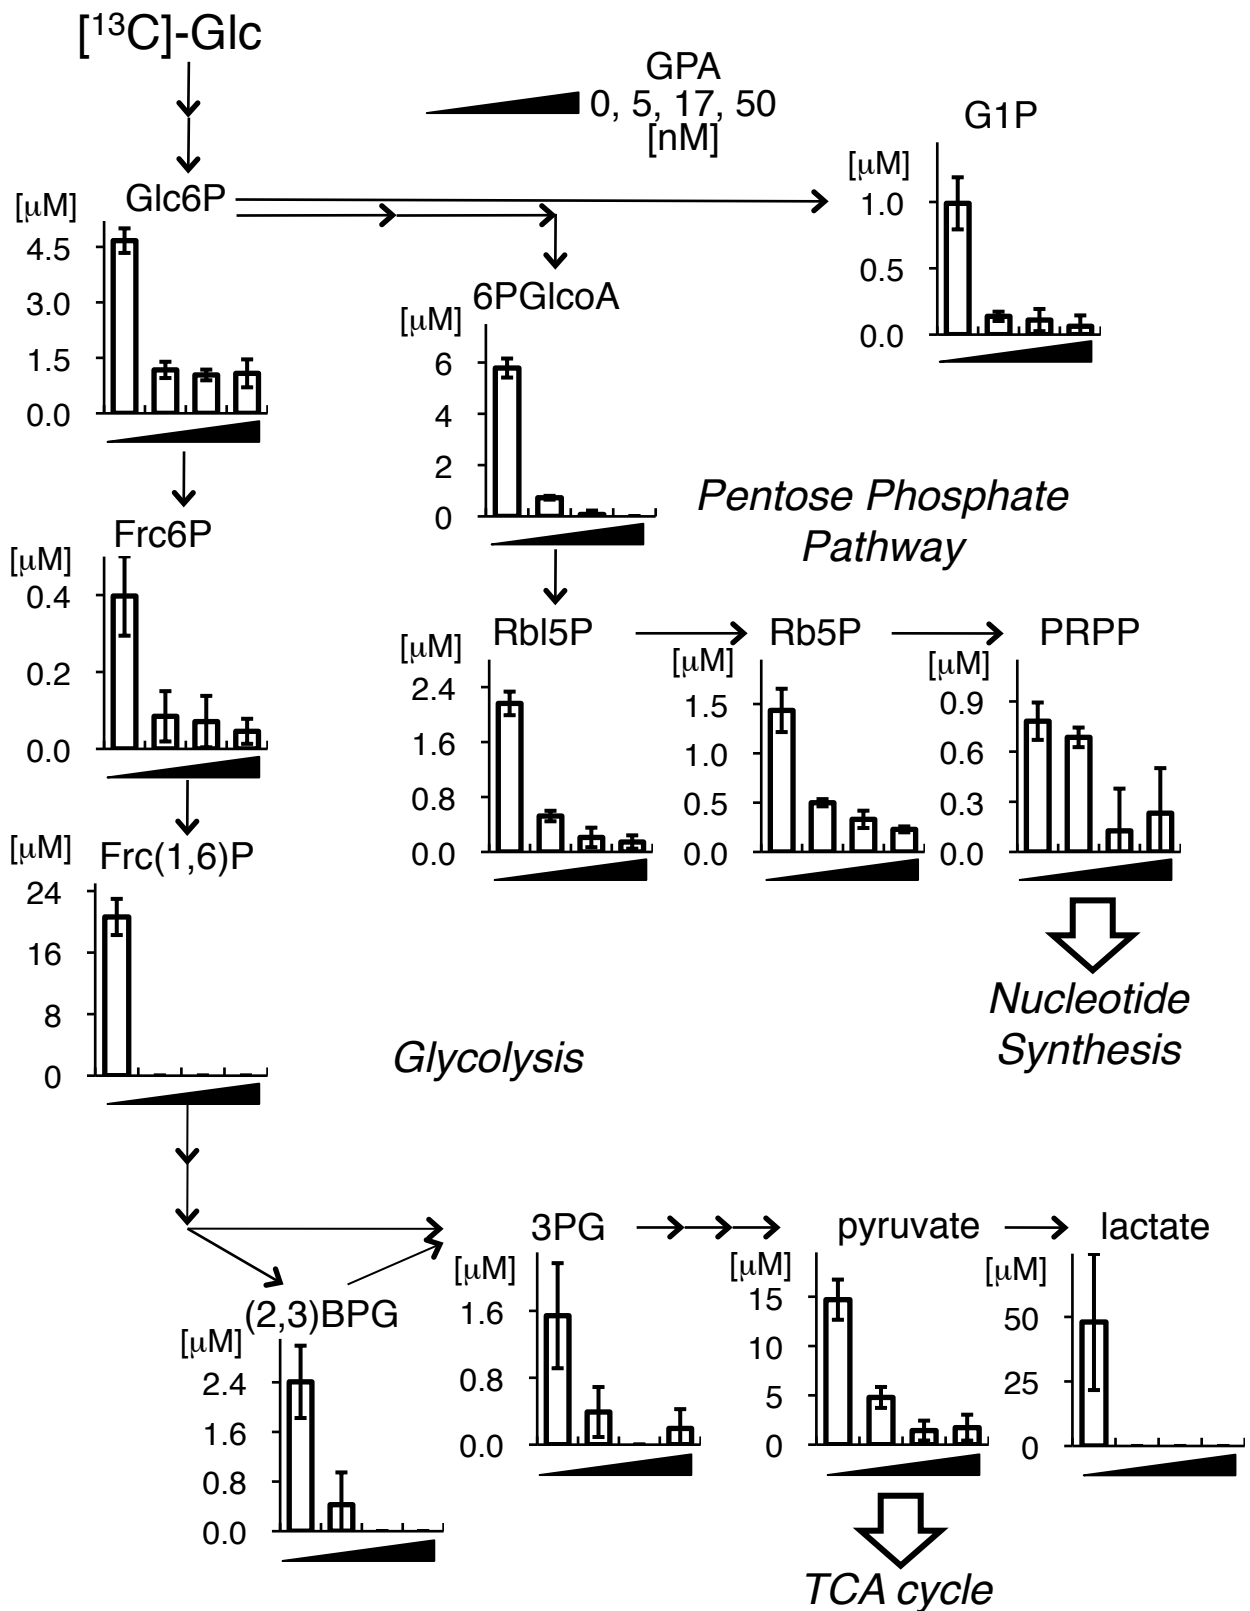 [¹³C]-Glc
GPA
0, 5, 17, 50
[nM]
G1P
[μM]
1.0
0.5
0.0
Glc6P
[μM]
4.5
3.0
1.5
0.0
6PGlcoA
[μM]
6
4
2
0
Pentose Phosphate
Pathway
Frc6P
[μM]
0.4
0.2
0.0
Rbl5P
[μM]
2.4
1.6
0.8
0.0
Rb5P
[μM]
1.5
1.0
0.5
0.0
PRPP
[μM]
0.9
0.6
0.3
0.0
Frc(1,6)P
[μM]
24
16
8
0
Nucleotide
Synthesis
Glycolysis
3PG
[μM]
1.6
0.8
0.0
pyruvate
[μM]
15
10
5
0
lactate
[μM]
50
25
0
(2,3)BPG
[μM]
2.4
1.6
0.8
0.0
TCA cycle